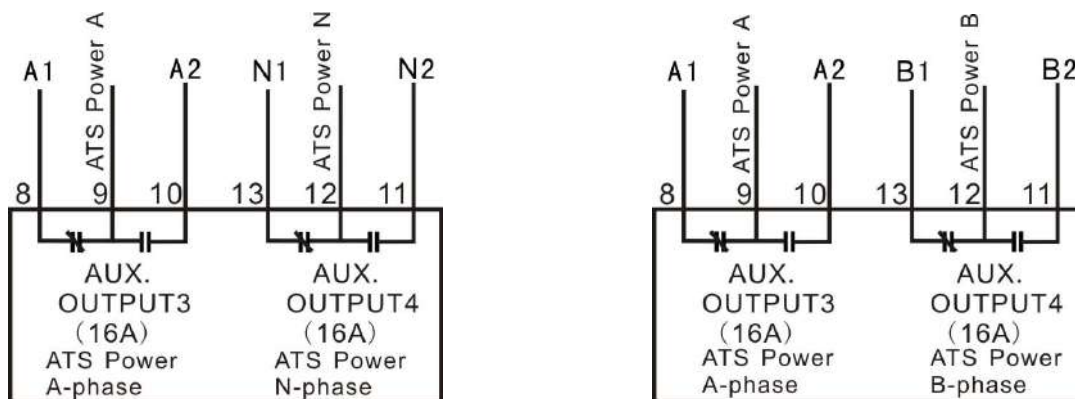 A1
ATS Power A
A2
N1
ATS Power N
N2
8
9
10
13
12
11
AUX.
OUTPUT3
(16A)
ATS Power
A-phase
AUX.
OUTPUT4
(16A)
ATS Power
N-phase
A1
ATS Power A
A2
B1
ATS Power B
B2
8
9
10
13
12
11
AUX.
OUTPUT3
(16A)
ATS Power
A-phase
AUX.
OUTPUT4
(16A)
ATS Power
B-phase